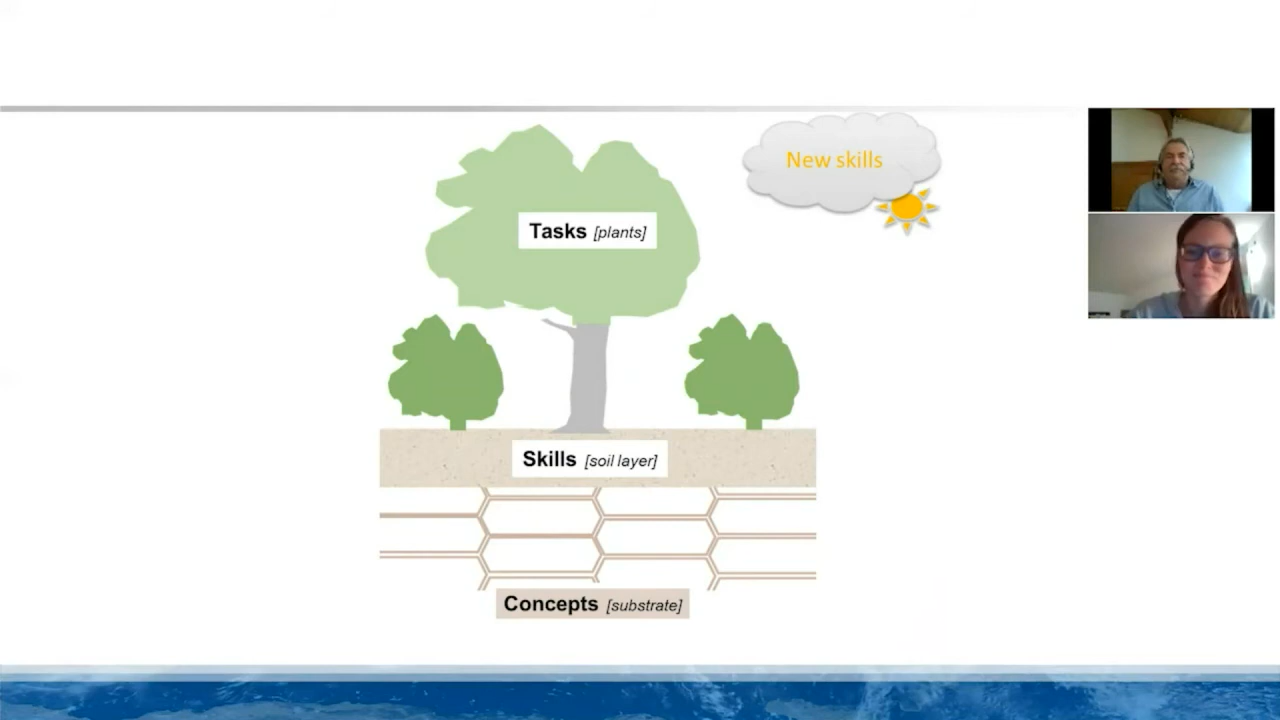 New skills
Tasks [plants]
Skills [soil layer]
Concepts [substrate]